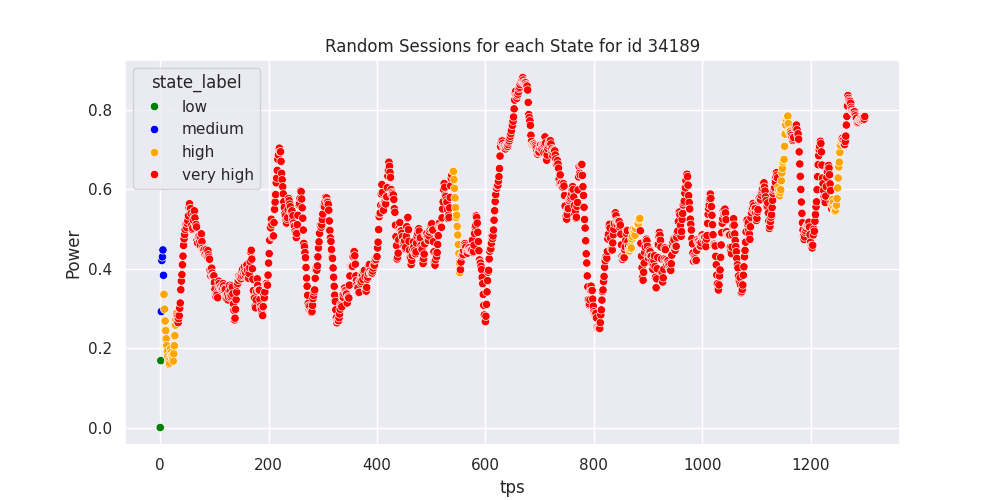 Random Sessions for each State for id 34189
state_label
low
medium
high
very high
Power
0.8
0.6
0.4
0.2
0.0
0 200 400 600 800 1000 1200
tps